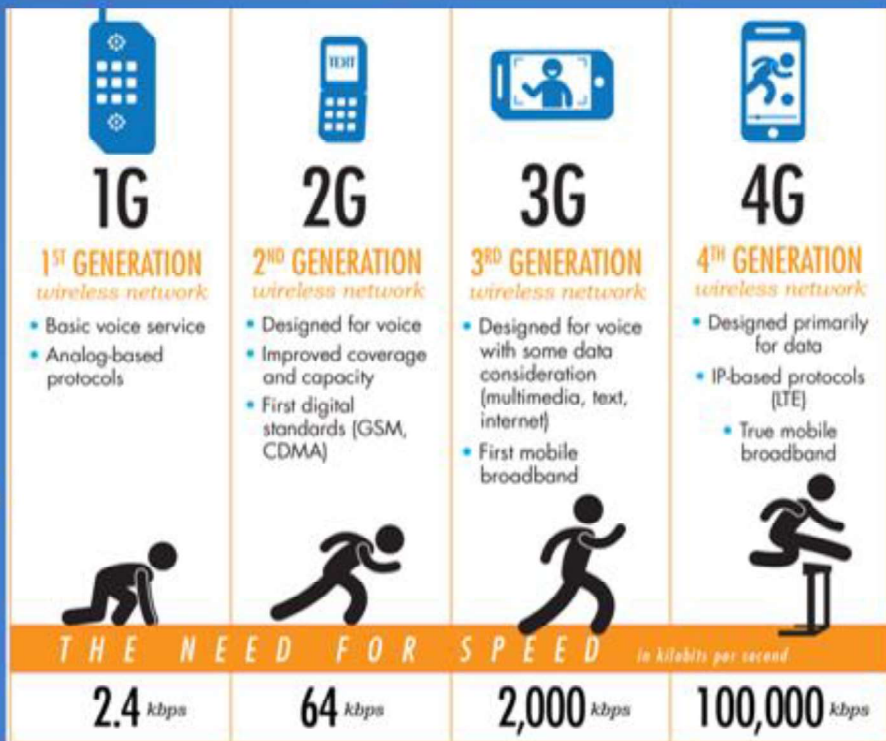 TEXT
1G
1ST GENERATION
wireless network
• Basic voice service
• Analog-based
protocols
2G
2ND GENERATION
wireless network
• Designed for voice
• Improved coverage
and capacity
• First digital
standards (GSM,
CDMA)
3G
3RD GENERATION
wireless network
• Designed for voice
with some data
consideration
(multimedia, text,
internet)
• First mobile
broadband
4G
4TH GENERATION
wireless network
• Designed primarily
for data
• IP-based protocols
(LTE)
• True mobile
broadband
THE NEED FOR SPEED in kilobits per second
2.4 kbps
64 kbps
2,000 kbps
100,000 kbps